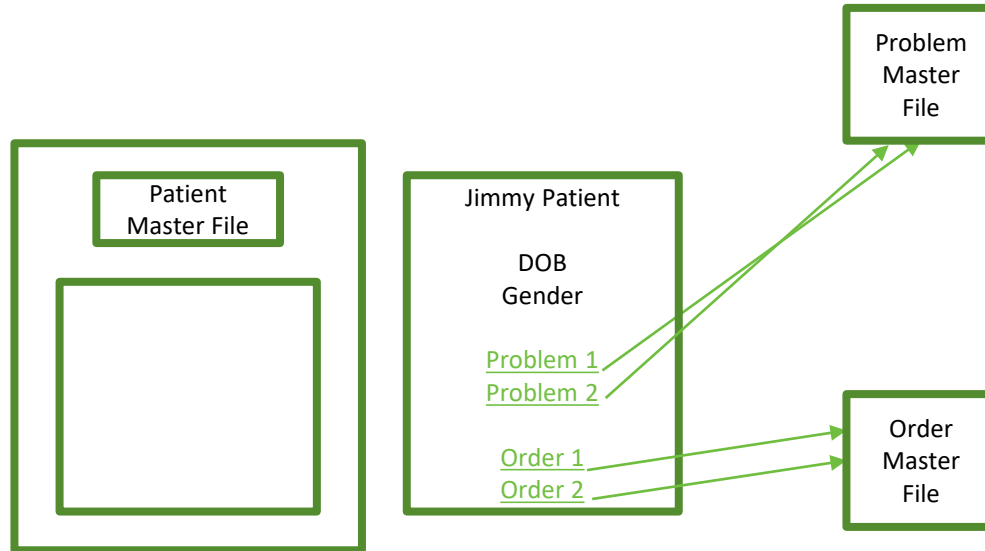 Problem
Master
File
Patient
Master File
Jimmy Patient
DOB
Gender
Problem 1
Problem 2
Order 1
Order 2
Order
Master
File